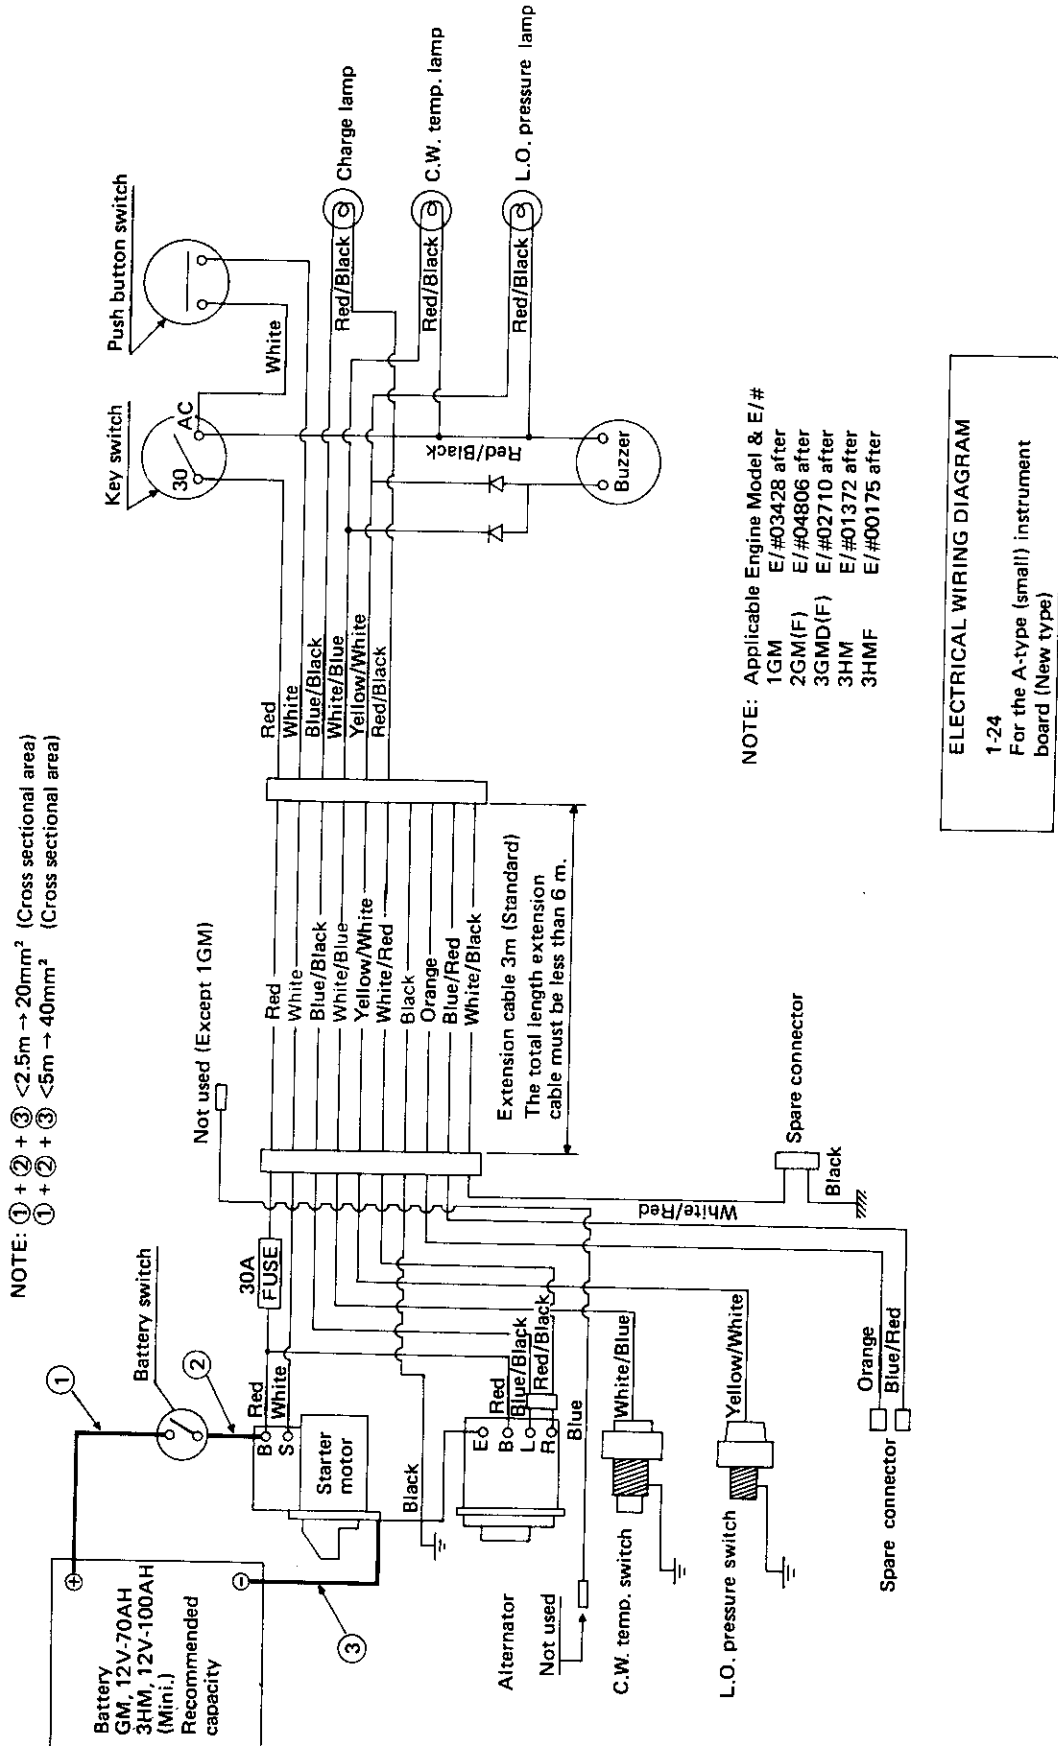 NOTE: ① + ② + ③ <2.5m → 20mm² (Cross sectional area)
① + ② + ③ <5m → 40mm² (Cross sectional area)
Battery
GM, 12V-70AH
3HM, 12V-100AH
(Mini.)
Recommended
capacity
⊕
⊖
①
②
③
Battery switch
Starter
motor
B
S
Red
White
30A
FUSE
Not used (Except 1GM)
Black
Alternator
E
B
L
R
Red
Blue/Black
Red/Black
Not used
Blue
C.W. temp. switch
White/Blue
L.O. pressure switch
Yellow/White
Spare connector
Orange
Blue/Red
White/Red
Black
Spare connector
Red
White
Blue/Black
White/Blue
Yellow/White
White/Red
Black
Orange
Blue/Red
White/Black
Extension cable 3m (Standard)
The total length extension
cable must be less than 6 m.
Red
White
Blue/Black
White/Blue
Yellow/White
Red/Black
Key switch
30
AC
Push button switch
White
Red/Black
Buzzer
Red/Black
Charge lamp
Red/Black
C.W. temp. lamp
Red/Black
L.O. pressure lamp
NOTE: Applicable Engine Model & E/#
1GM E/#03428 after
2GM(F) E/#04806 after
3GMD(F) E/#02710 after
3HM E/#01372 after
3HMF E/#00175 after
ELECTRICAL WIRING DIAGRAM
1-24
For the A-type (small) instrument
board (New type)